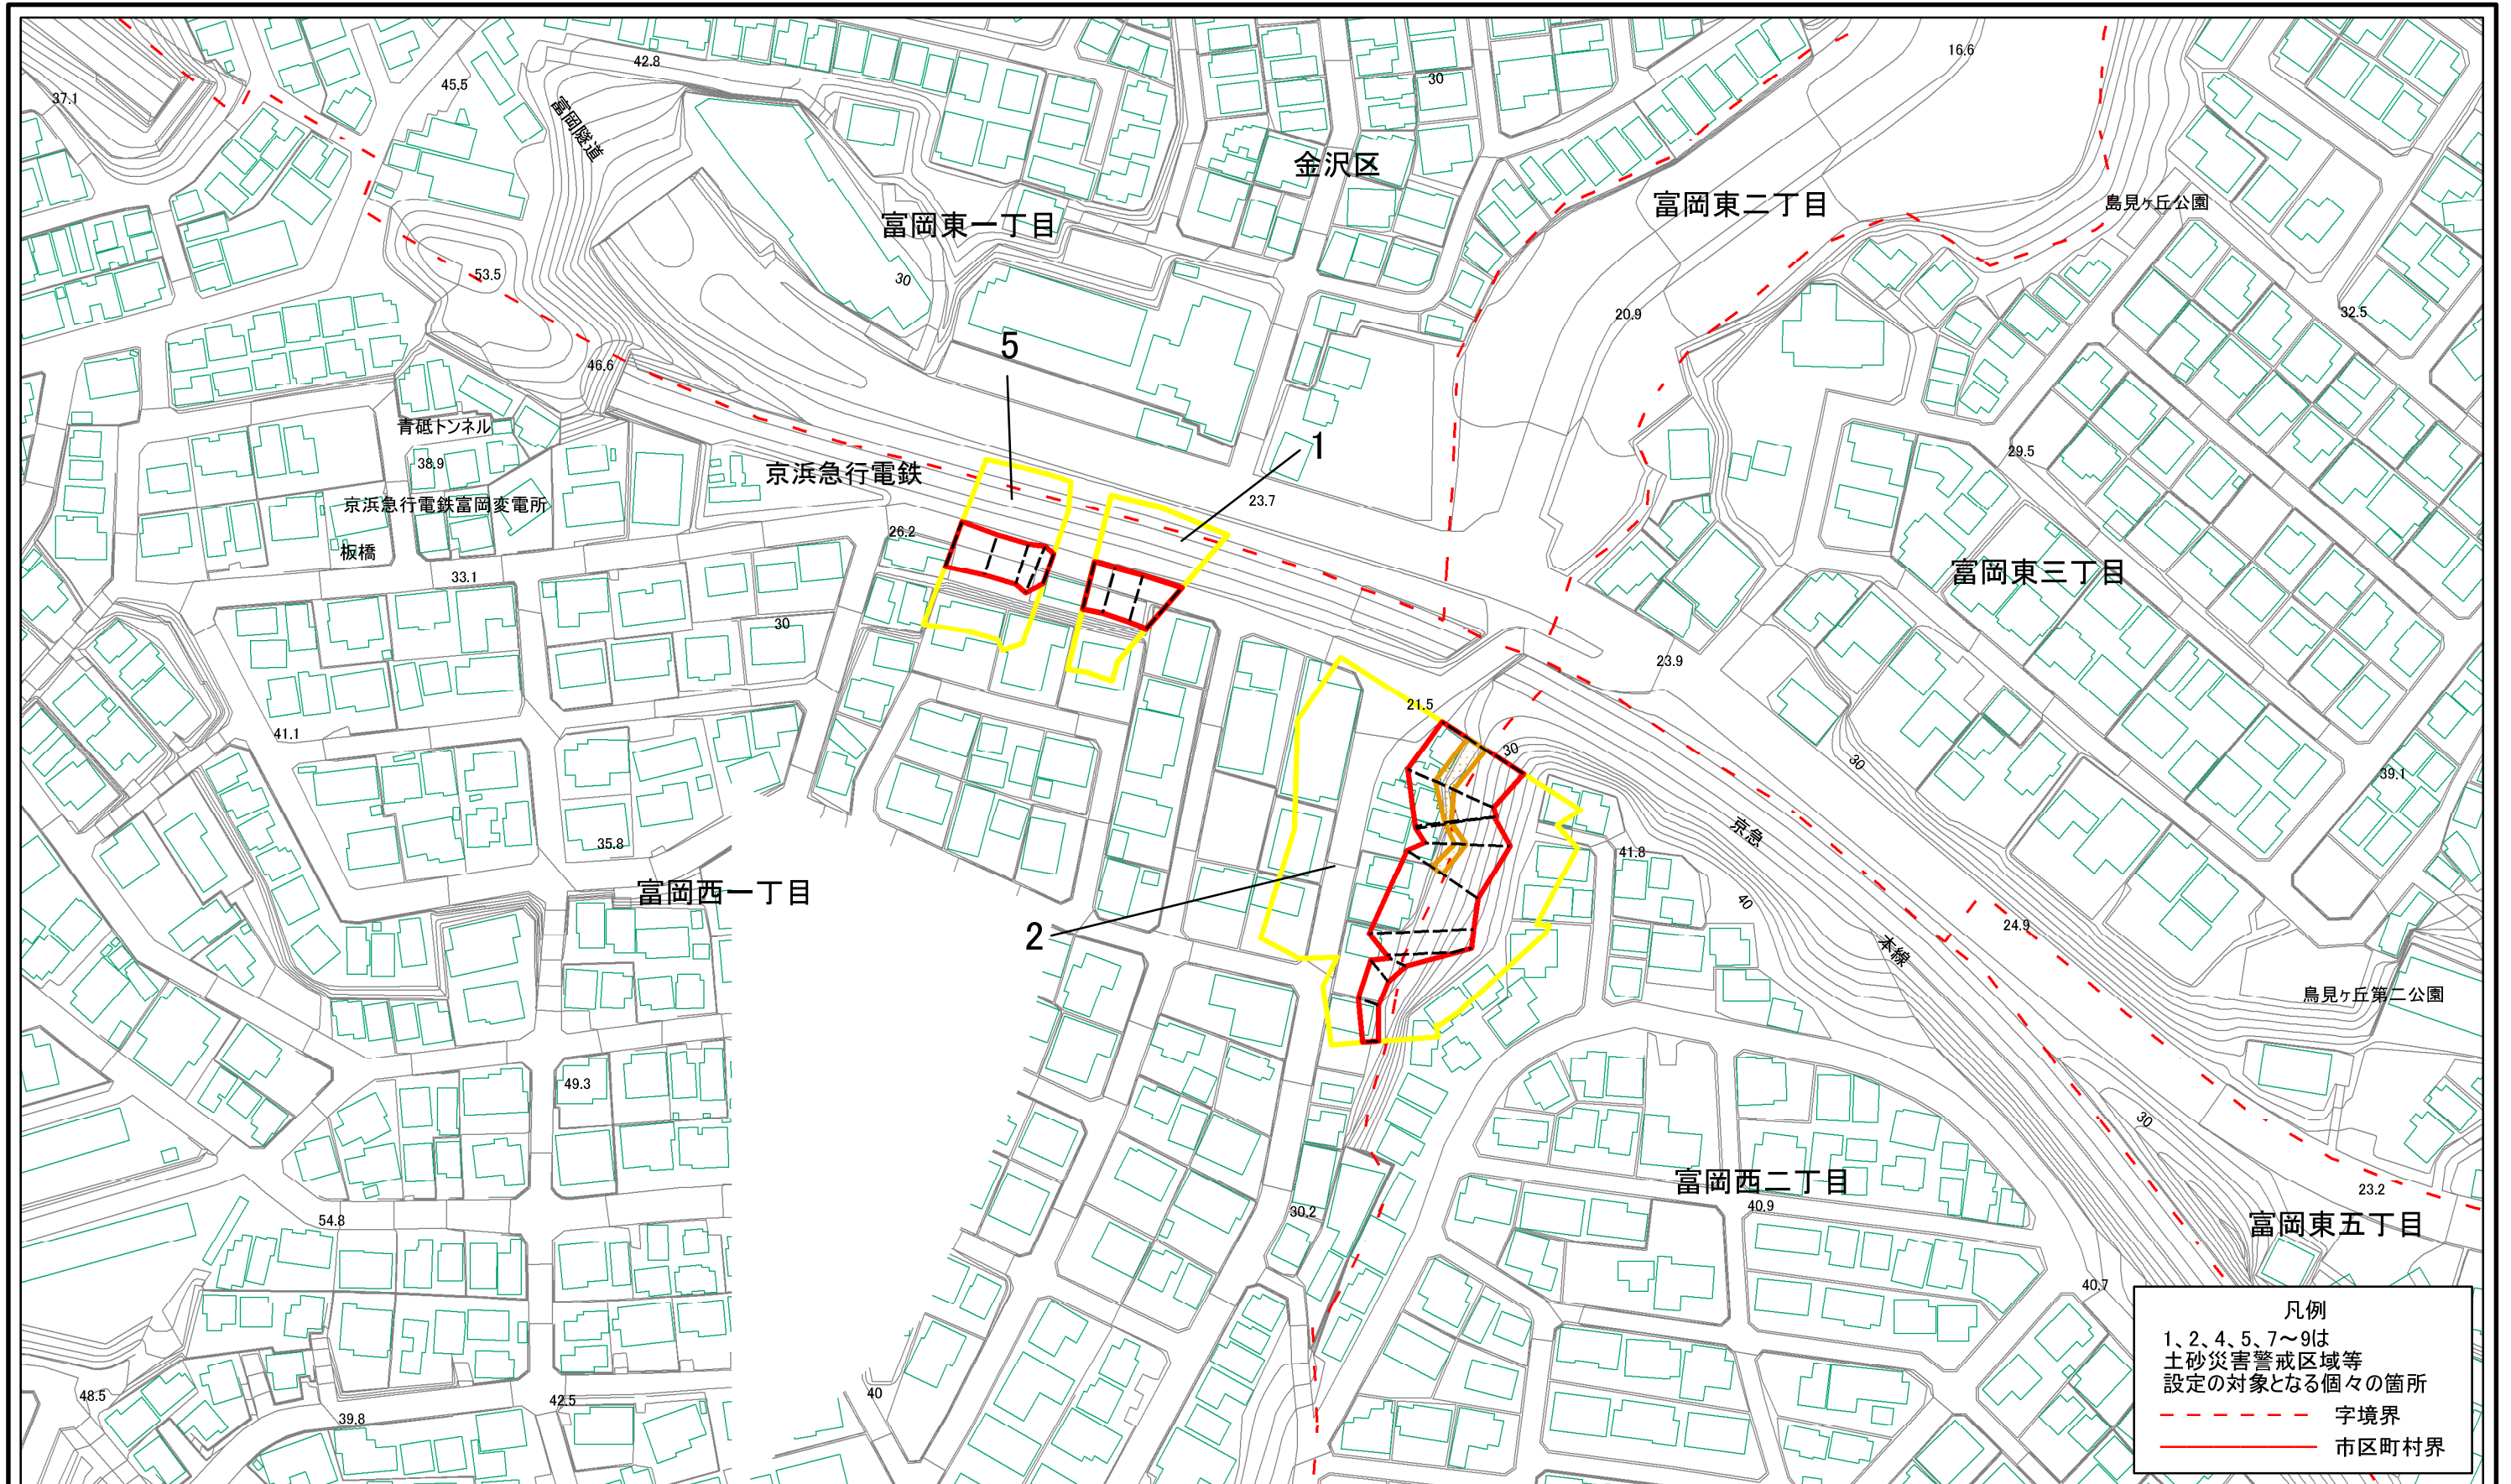 42.8
16.6
45.5
30
37.1
富岡隧道
金沢区
富岡東一丁目
富岡東二丁目
鳥見ヶ丘公園
53.5
30
20.9
32.5
5
46.6
青砥トンネル
1
38.9
京浜急行電鉄
29.5
京浜急行電鉄富岡変電所
23.7
26.2
板橋
33.1
富岡東三丁目
30
23.9
21.5
41.1
30
30
39.1
京急
35.8
41.8
富岡西一丁目
40
24.9
2
本線
鳥見ヶ丘第二公園
49.3
30
富岡西二丁目
23.2
40.9
30.2
54.8
富岡東五丁目
40.7
48.5
40
42.5
39.8
凡例
1、2、4、5、7～9は
土砂災害警戒区域等
設定の対象となる個々の箇所
字境界
市区町村界